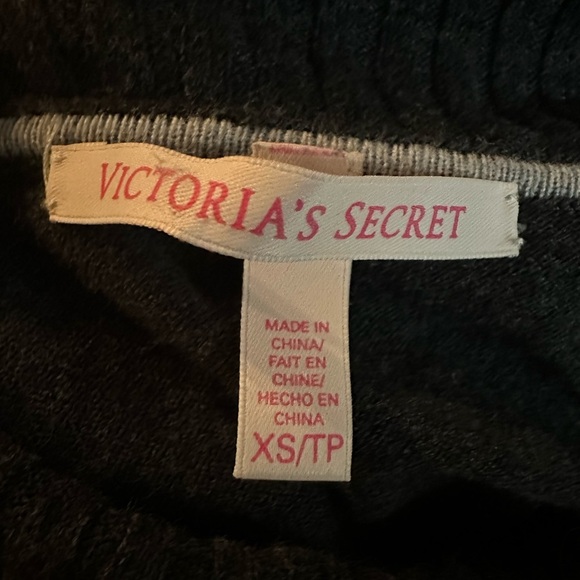 VICTORIA'S SECRET
MADE IN
CHINA/
FAIT EN
CHINE/
HECHO EN
CHINA
XS/TP